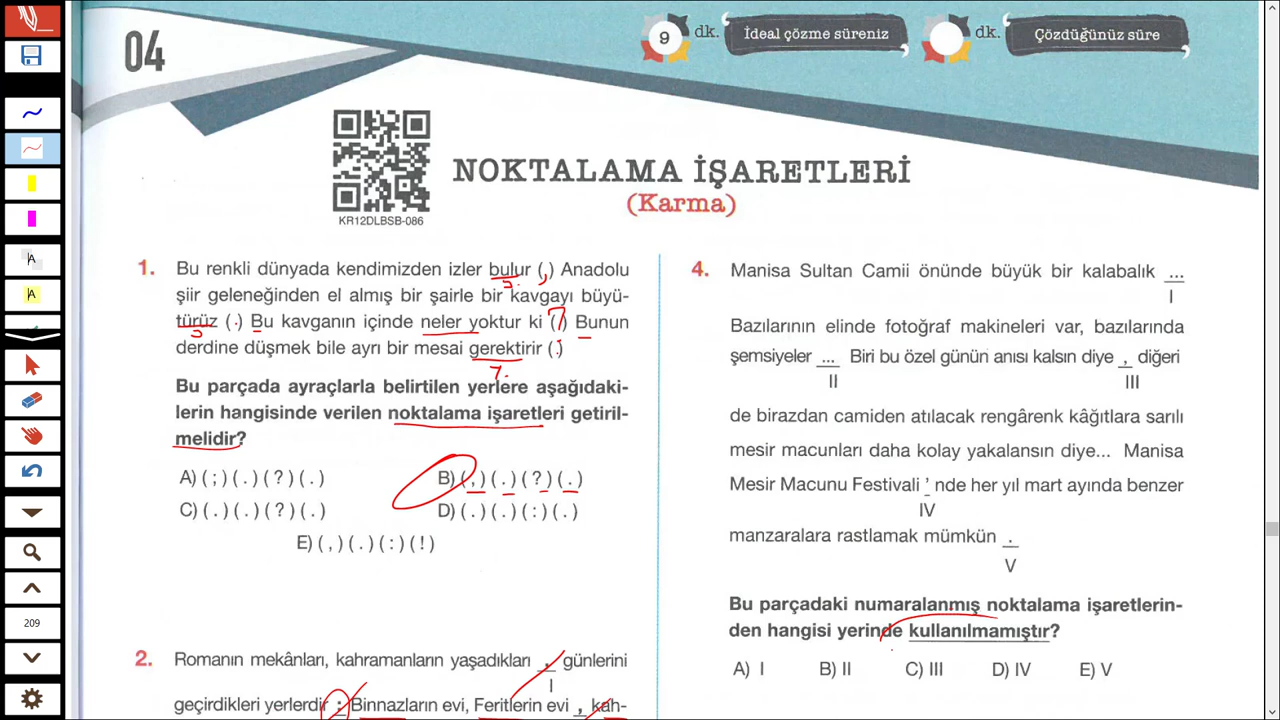 04
9 dk. İdeal çözme süreniz
dk. Çözdüğünüz süre
KR12DLBSB-086
NOKTALAMA İŞARETLERİ
(Karma)
1. Bu renkli dünyada kendimizden izler bulur (,) Anadolu
şiir geleneğinden el almış bir şairle bir kavgayı büyü-
türüz (.) Bu kavganın içinde neler yoktur ki (?) Bunun
derdine düşmek bile ayrı bir mesai gerektirir (.)
Bu parçada ayraçlarla belirtilen yerlere aşağıdaki-
lerin hangisinde verilen noktalama işaretleri getiril-
melidir?
A) ( ; ) ( . ) ( ? ) ( . )
B) ( , ) ( . ) ( ? ) ( . )
C) ( . ) ( . ) ( ? ) ( . )
D) ( . ) ( . ) ( : ) ( . )
E) ( , ) ( . ) ( : ) ( ! )
2. Romanın mekânları, kahramanların yaşadıkları , günlerini
I
geçirdikleri yerlerdir : Binnazların evi, Feritlerin evi , kah-
4. Manisa Sultan Camii önünde büyük bir kalabalık ...
I
Bazılarının elinde fotoğraf makineleri var, bazılarında
şemsiyeler ... Biri bu özel günün anısı kalsın diye , diğeri
II III
de birazdan camiden atılacak rengârenk kâğıtlara sarılı
mesir macunları daha kolay yakalansın diye... Manisa
Mesir Macunu Festivali ' nde her yıl mart ayında benzer
IV
manzaralara rastlamak mümkün .
V
Bu parçadaki numaralanmış noktalama işaretlerin-
den hangisi yerinde kullanılmamıştır?
A) I B) II C) III D) IV E) V
A
A
209